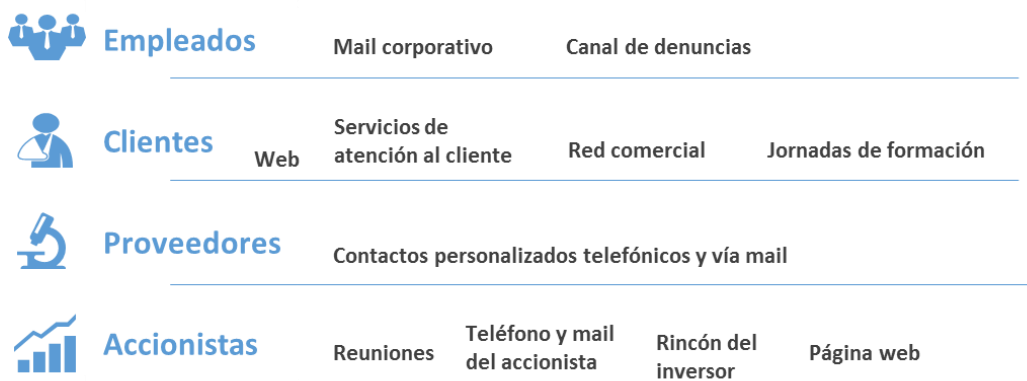 Empleados
Mail corporativo
Canal de denuncias
Clientes
Web
Servicios de
atención al cliente
Red comercial
Jornadas de formación
Proveedores
Contactos personalizados telefónicos y vía mail
Accionistas
Reuniones
Teléfono y mail
del accionista
Rincón del
inversor
Página web